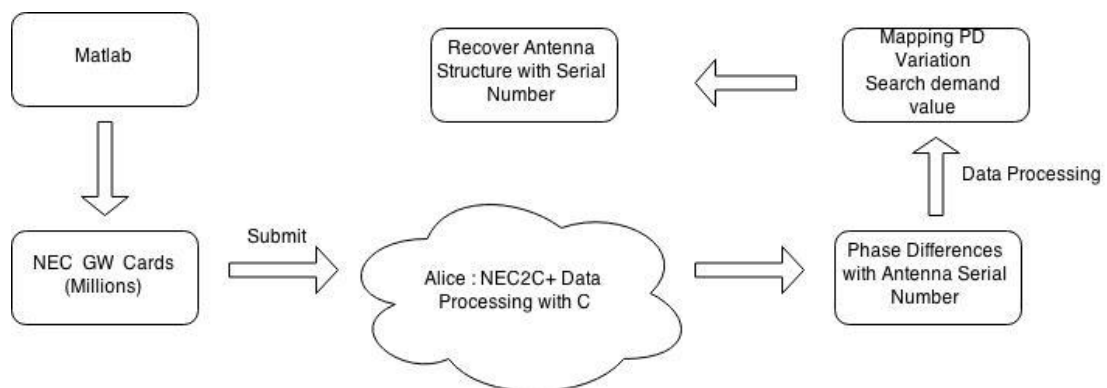 Matlab
NEC GW Cards
(Millions)
Submit
Alice : NEC2C+ Data
Processing with C
Phase Differences
with Antenna Serial
Number
Data Processing
Mapping PD
Variation
Search demand
value
Recover Antenna
Structure with Serial
Number